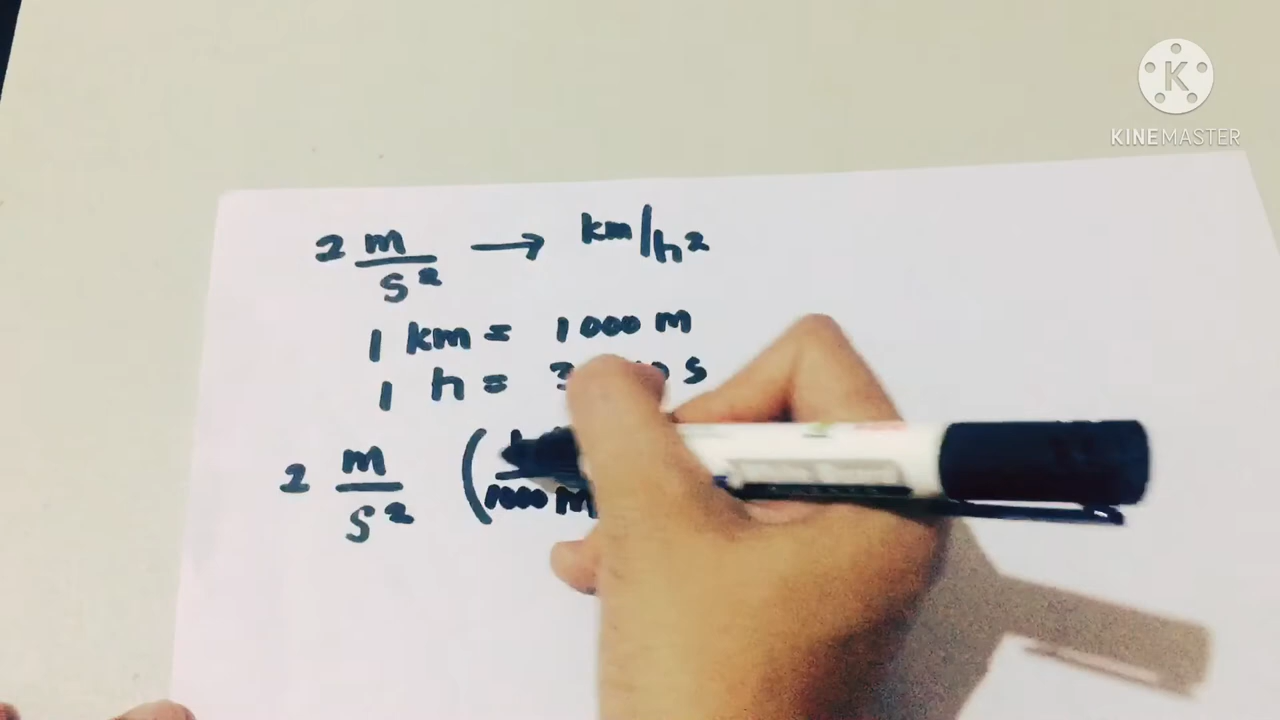 K
KINEMASTER
2 m/s² → km/h²
1 km = 1000 m
1 h = s
2 m/s² ( /1000 m